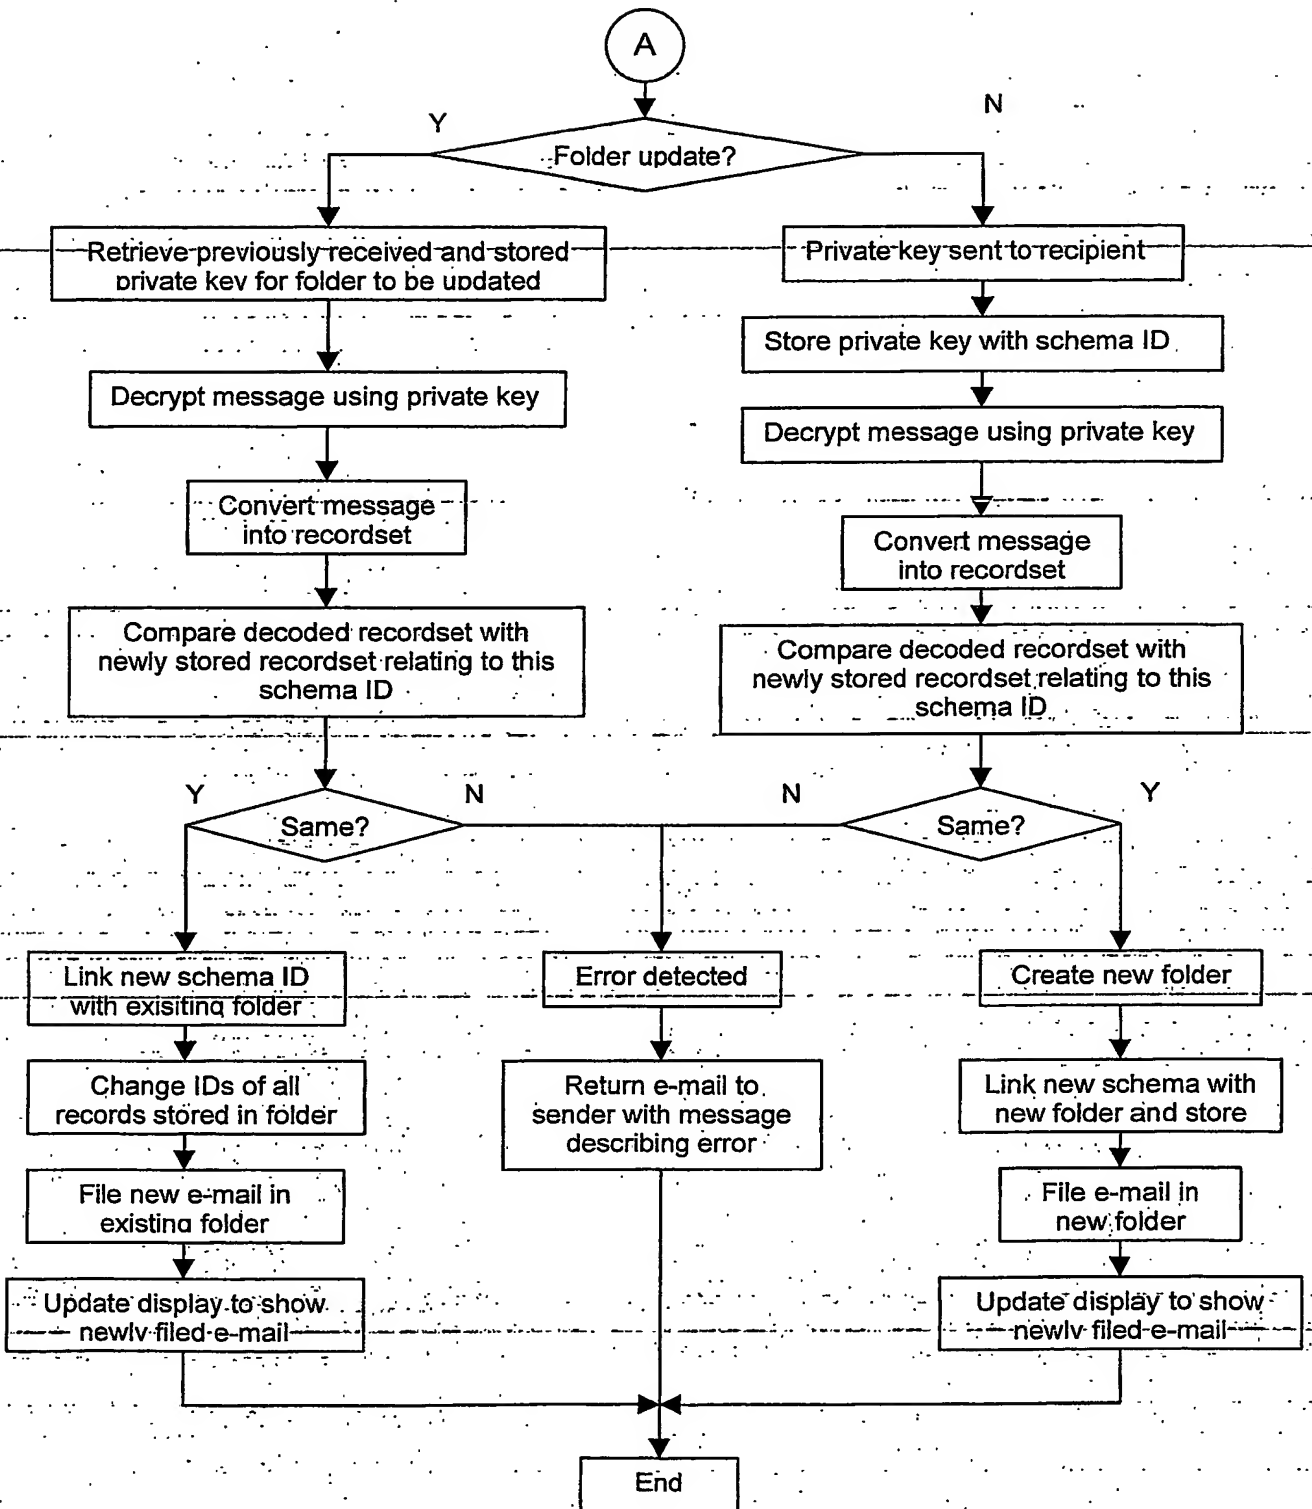 A
Y
N
Folder update?
Retrieve previously received and stored
private key for folder to be updated
Decrypt message using private key
Convert message
into recordset
Compare decoded recordset with
newly stored recordset relating to this
schema ID
Private key sent to recipient
Store private key with schema ID
Decrypt message using private key
Convert message
into recordset
Compare decoded recordset with
newly stored recordset relating to this
schema ID
Y
Same?
N
N
Same?
Y
Link new schema ID
with exisiting folder
Change IDs of all
records stored in folder
File new e-mail in
existing folder
Update display to show
newly filed e-mail
Error detected
Return e-mail to
sender with message
describing error
Create new folder
Link new schema with
new folder and store
File e-mail in
new folder
Update display to show
newly filed e-mail
End